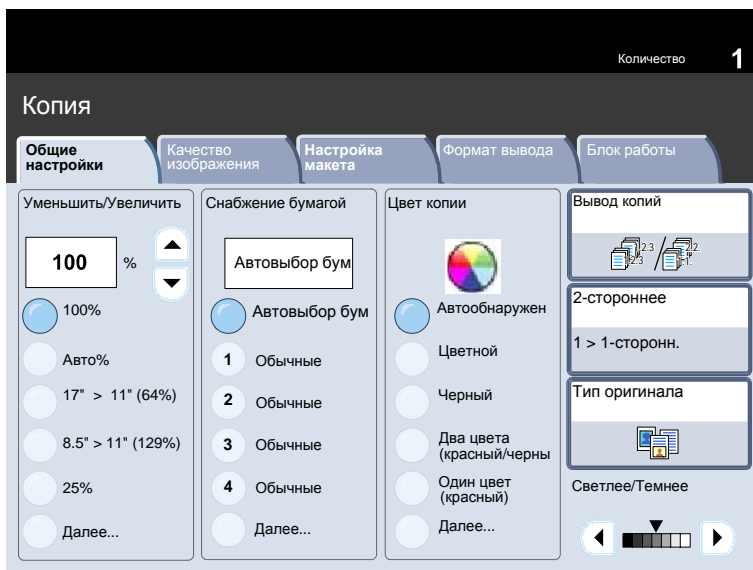 Количество 1
Копия
Общие
настройки
Качество
изображения
Настройка
макета
Формат вывода
Блок работы
Уменьшить/Увеличить
100 %
100%
Авто%
17" > 11" (64%)
8.5" > 11" (129%)
25%
Далее...
Снабжение бумагой
Автовыбор бум
Автовыбор бум
1 Обычные
2 Обычные
3 Обычные
4 Обычные
Далее...
Цвет копии
Автообнаружен
Цветной
Черный
Два цвета
(красный/черны
Один цвет
(красный)
Далее...
Вывод копий
2-стороннее
1 > 1-сторонн.
Тип оригинала
Светлее/Темнее